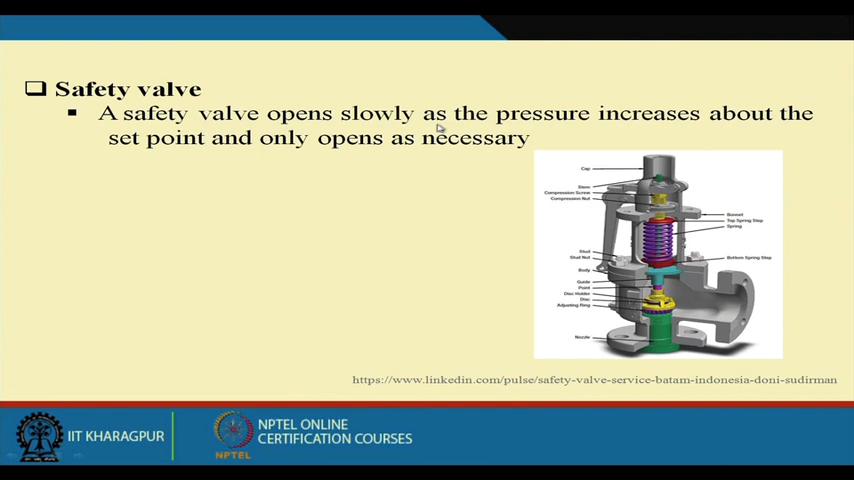 Safety valve
A safety valve opens slowly as the pressure increases about the
set point and only opens as necessary
Cap
Stem
Compression Screw
Compression Nut
Bonnet
Top Spring Step
Spring
Stud
Stud Nut
Body
Bottom Spring Step
Guide
Point
Disc Holder
Disc
Adjusting Ring
Nozzle
https://www.linkedin.com/pulse/safety-valve-service-batam-indonesia-doni-sudirman
IIT KHARAGPUR
NPTEL
NPTEL ONLINE
CERTIFICATION COURSES